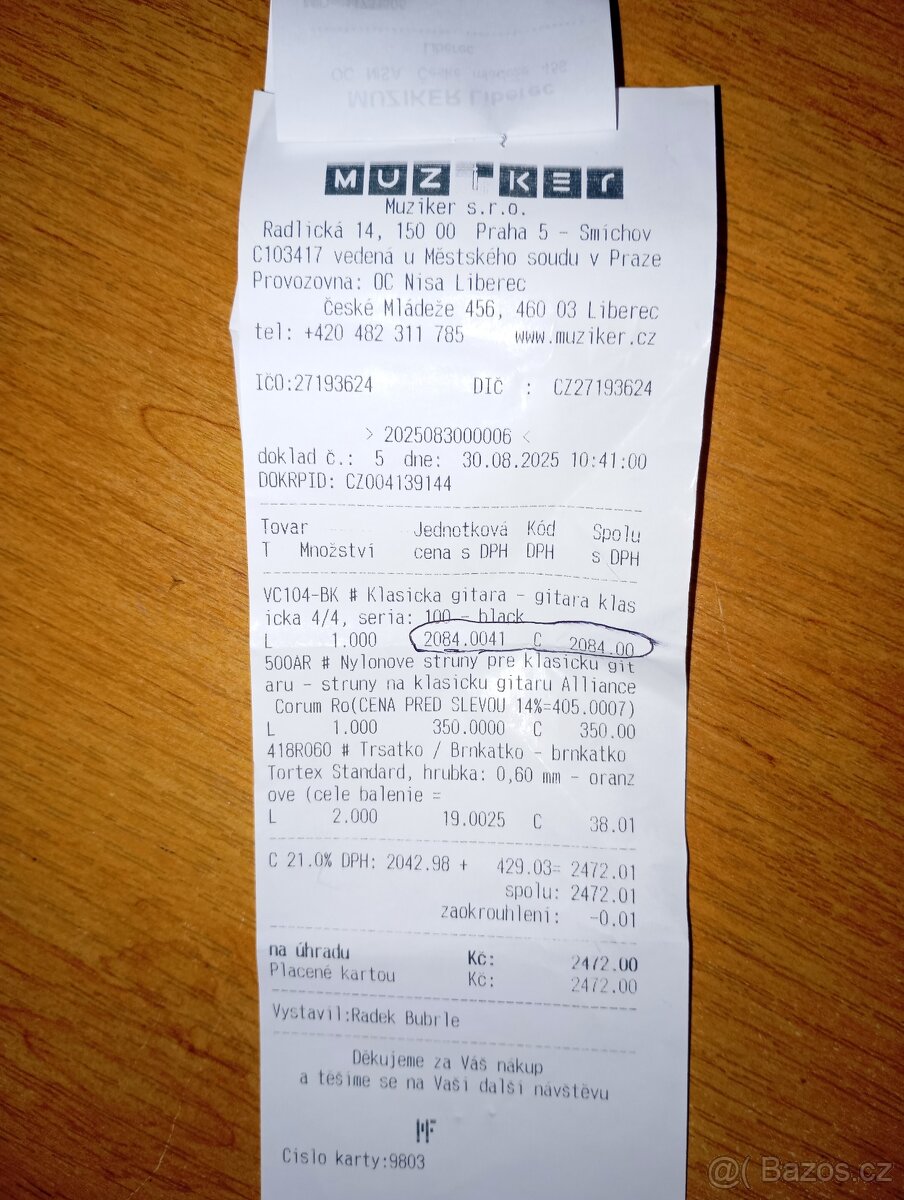 OC NISA České mládeže 456
MUZIKER Liberec
MUZIKER
Muziker s.r.o.
Radlická 14, 150 00 Praha 5 - Smíchov
C103417 vedená u Městského soudu v Praze
Provozovna: OC Nisa Liberec
České Mládeže 456, 460 03 Liberec
tel: +420 482 311 785 www.muziker.cz
IČO:27193624 DIČ : CZ27193624
> 2025083000006 <
doklad č.: 5 dne: 30.08.2025 10:41:00
DOKRPID: CZ004139144
Tovar Jednotková Kód Spolu
T Množství cena s DPH DPH s DPH
VC104-BK # Klasicka gitara - gitara klas
icka 4/4, seria: 100 - black
L 1.000 2084.0041 C 2084.00
500AR # Nylonove struny pre klasicku git
aru - struny na klasicku gitaru Alliance
Corum Ro(CENA PRED SLEVOU 14%=405.0007)
L 1.000 350.0000 C 350.00
418R060 # Trsatko / Brnkatko - brnkatko
Tortex Standard, hrubka: 0,60 mm - oranz
ove (cele balenie =
L 2.000 19.0025 C 38.01
C 21.0% DPH: 2042.98 + 429.03= 2472.01
spolu: 2472.01
zaokrouhlení: -0.01
na úhradu Kč: 2472.00
Placené kartou Kč: 2472.00
Vystavil:Radek Bubrle
Děkujeme za Váš nákup
a těšíme se na Vaši další návštěvu
Cislo karty:9803
@( Bazos.cz